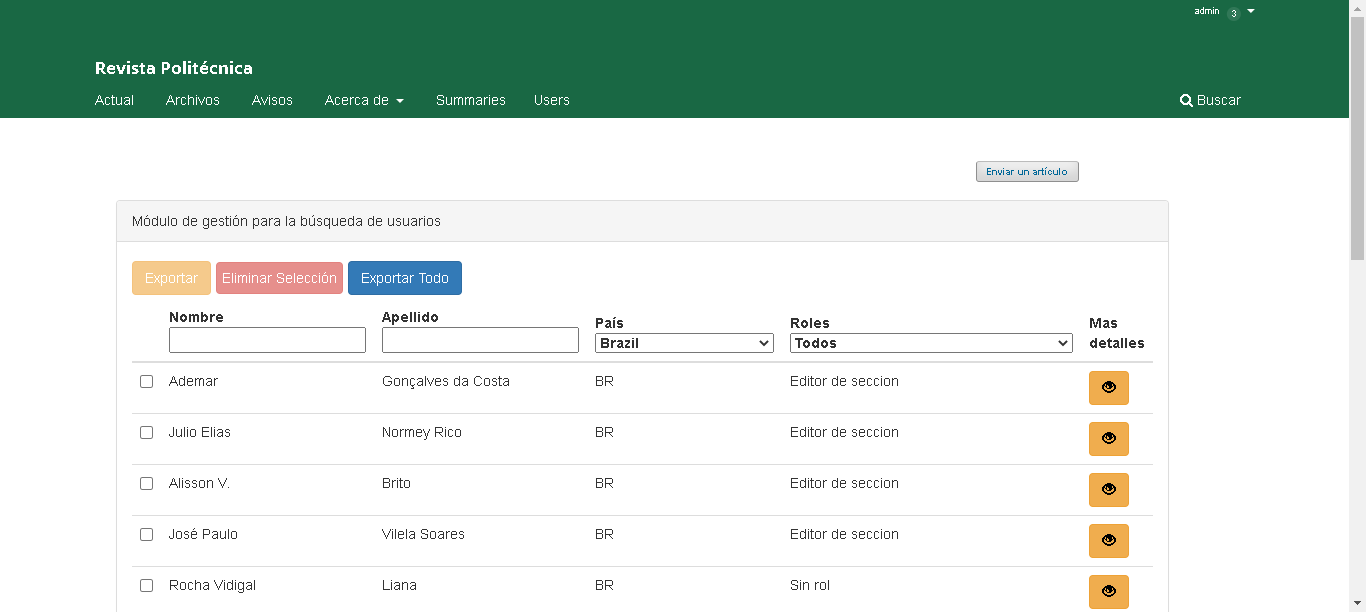 admin 3
Revista Politécnica
Actual Archivos Avisos Acerca de Summaries Users Buscar
Enviar un artículo
Módulo de gestión para la búsqueda de usuarios
Exportar Eliminar Selección Exportar Todo
Nombre Apellido País Roles Mas detalles
Brazil Todos
Ademar Gonçalves da Costa BR Editor de seccion
Julio Elias Normey Rico BR Editor de seccion
Alisson V. Brito BR Editor de seccion
José Paulo Vilela Soares BR Editor de seccion
Rocha Vidigal Liana BR Sin rol